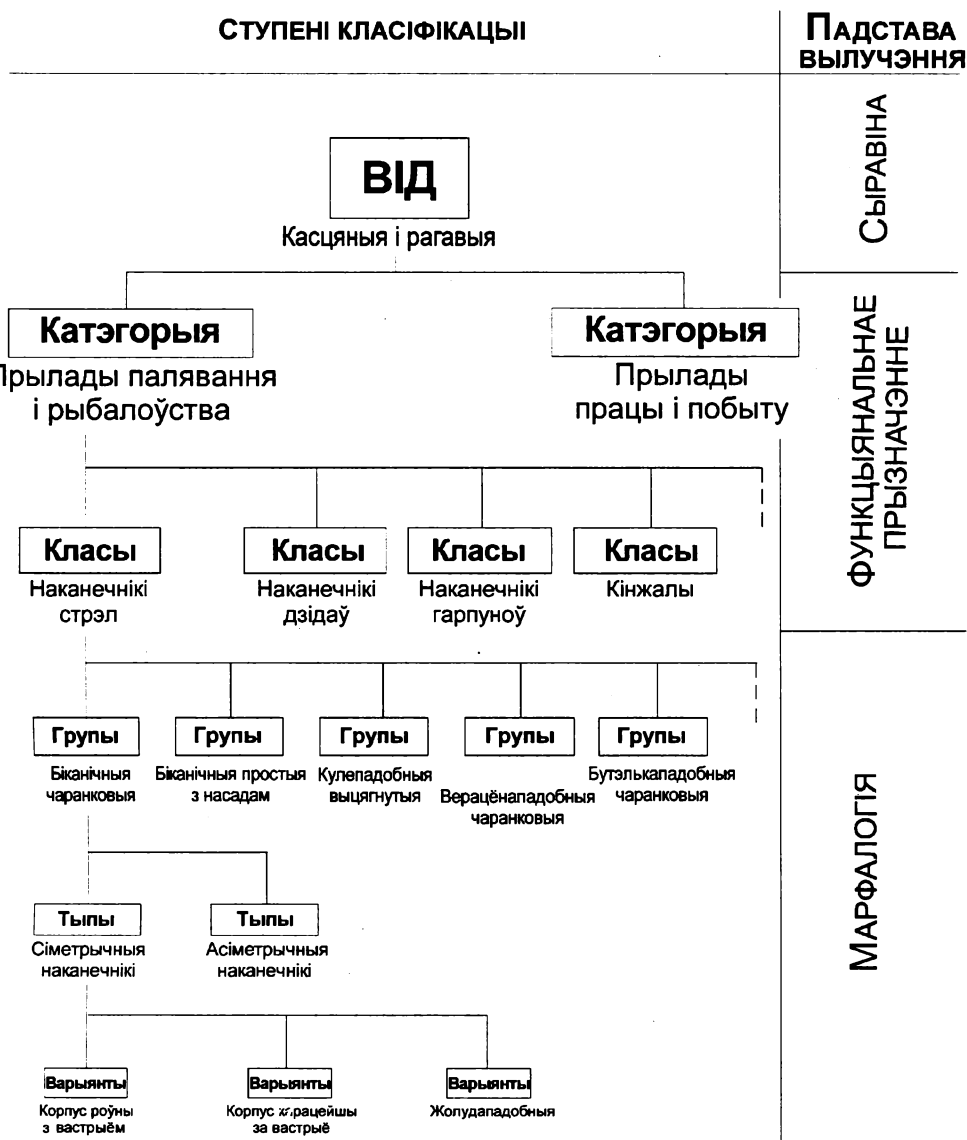 СТУПЕНІ КЛАСІФІКАЦЫІ
ПАДСТАВА
ВЫЛУЧЭННЯ
ВІД
Касцяныя і рагавыя
СЫРАВІНА
Катэгорыя
Прылады палявання
і рыбалоўства
Катэгорыя
Прылады
працы і побыту
ФУНКЦЫЯНАЛЬНАЕ
ПРЫЗНАЧЭННЕ
Класы
Наканечнікі
стрэл
Класы
Наканечнікі
дзідаў
Класы
Наканечнікі
гарпуноў
Класы
Кінжалы
Групы
Біканічныя
чаранковыя
Групы
Біканічныя простыя
з насадам
Групы
Кулепадобныя
выцягнутыя
Групы
Верацёнападобныя
чаранковыя
Групы
Бутэлькападобныя
чаранковыя
МАРФАЛОГІЯ
Тыпы
Сіметрычныя
наканечнікі
Тыпы
Асіметрычныя
наканечнікі
Варыянты
Корпус роўны
з вастрыём
Варыянты
Корпус карацейшы
за вастрыё
Варыянты
Жолудападобныя